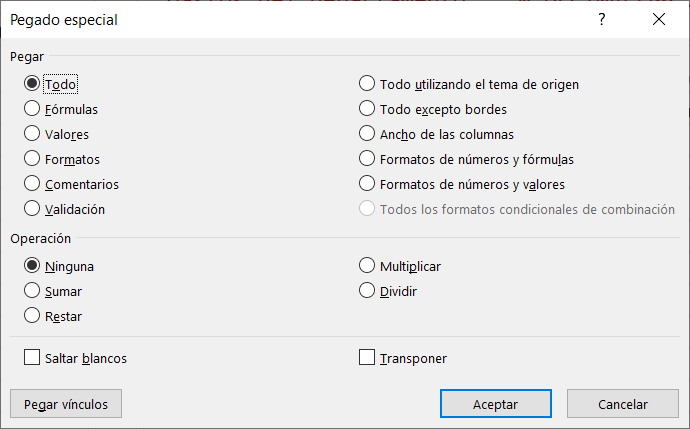 Pegado especial ?
Pegar
Todo Todo utilizando el tema de origen
Fórmulas Todo excepto bordes
Valores Ancho de las columnas
Formatos Formatos de números y fórmulas
Comentarios Formatos de números y valores
Validación Todos los formatos condicionales de combinación
Operación
Ninguna Multiplicar
Sumar Dividir
Restar
Saltar blancos Transponer
Pegar vínculos Aceptar Cancelar